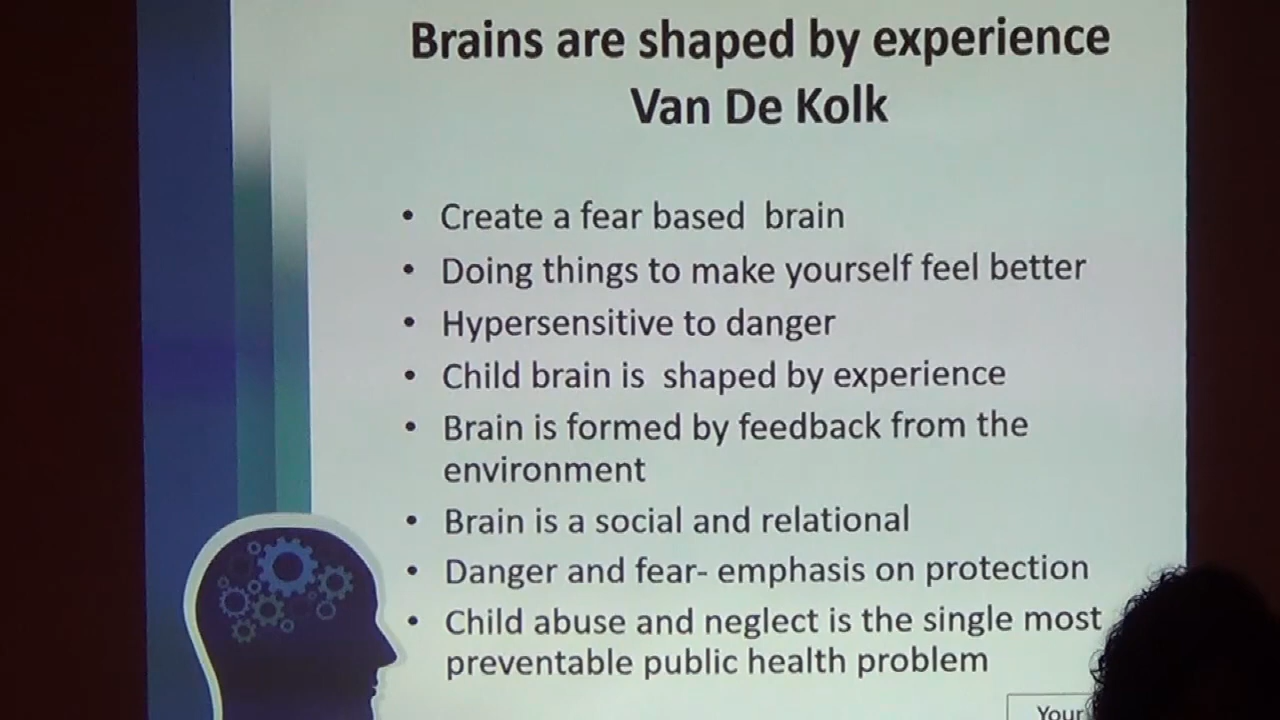 Brains are shaped by experience
Van De Kolk
• Create a fear based  brain
• Doing things to make yourself feel better
• Hypersensitive to danger
• Child brain is  shaped by experience
• Brain is formed by feedback from the
environment
• Brain is a social and relational
• Danger and fear- emphasis on protection
• Child abuse and neglect is the single most
preventable public health problem
Your